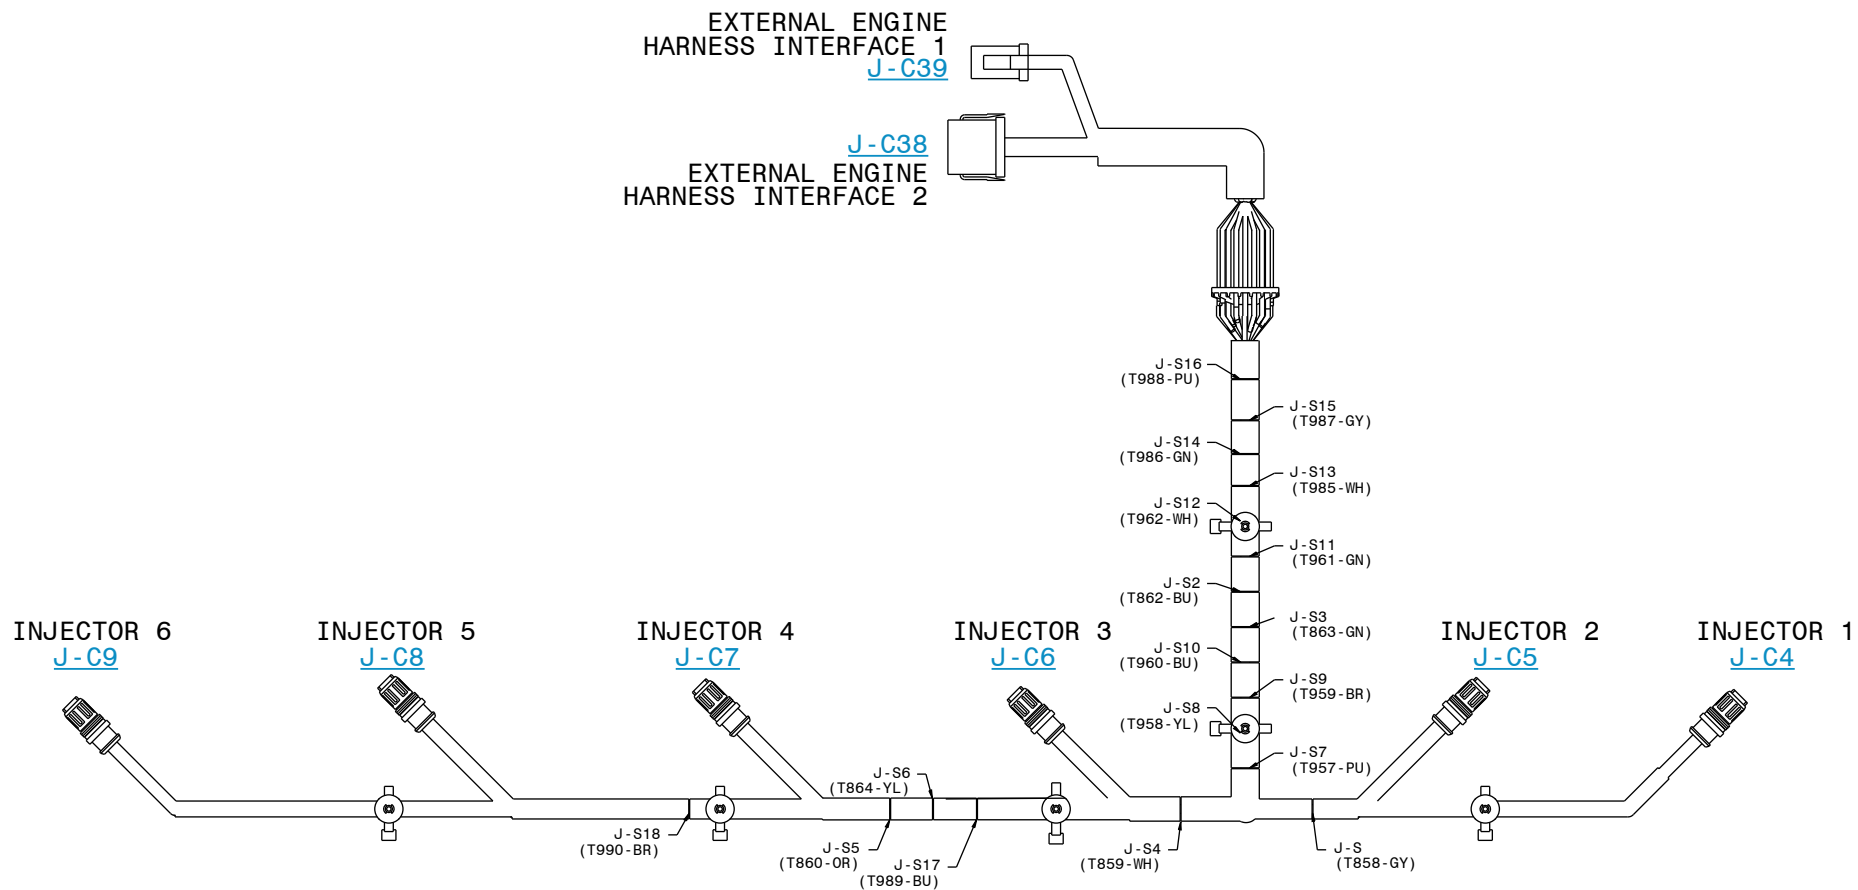 EXTERNAL ENGINE
HARNESS INTERFACE 1
J-C39
J-C38
EXTERNAL ENGINE
HARNESS INTERFACE 2
J-S16
(T988-PU)
J-S15
(T987-GY)
J-S14
(T986-GN)
J-S13
(T985-WH)
J-S12
(T962-WH)
J-S11
(T961-GN)
J-S2
(T862-BU)
J-S3
(T863-GN)
J-S10
(T960-BU)
J-S9
(T959-BR)
J-S8
(T958-YL)
J-S7
(T957-PU)
INJECTOR 6
J-C9
INJECTOR 5
J-C8
INJECTOR 4
J-C7
INJECTOR 3
J-C6
INJECTOR 2
J-C5
INJECTOR 1
J-C4
J-S6
(T864-YL)
J-S18
(T990-BR)
J-S5
(T860-OR)
J-S17
(T989-BU)
J-S4
(T859-WH)
J-S
(T858-GY)